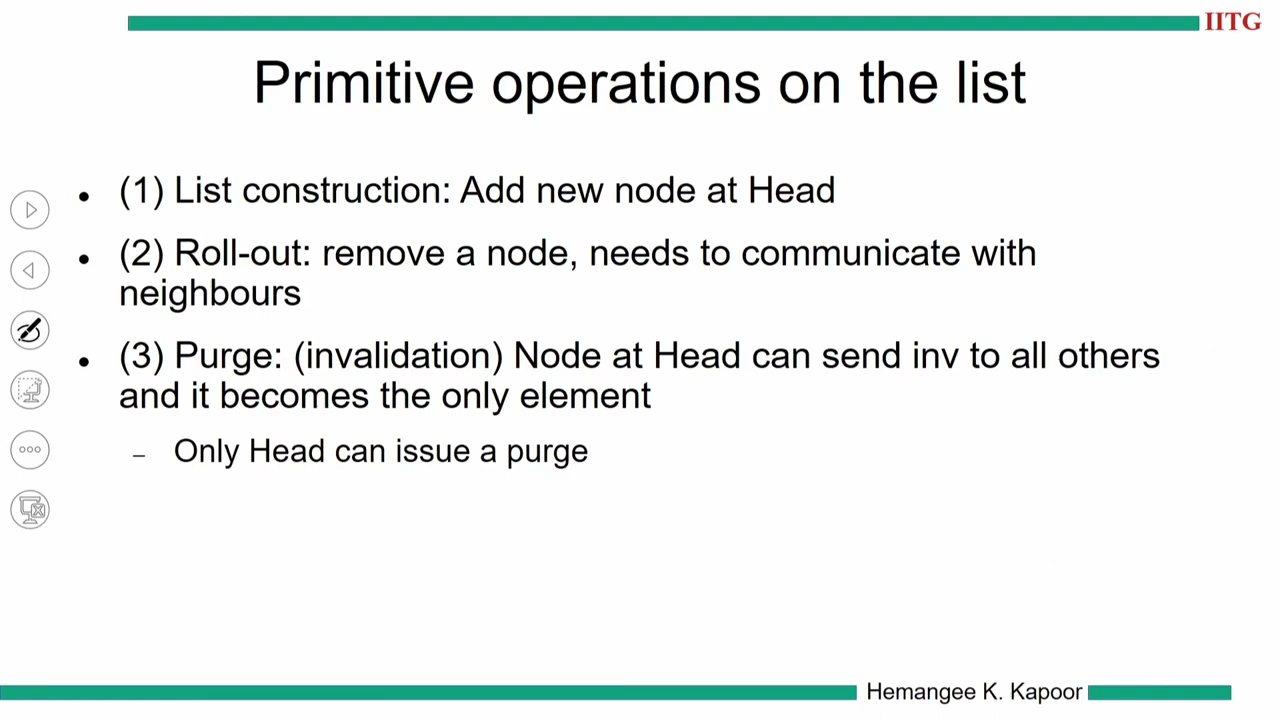 IITG
Primitive operations on the list
• (1) List construction: Add new node at Head
• (2) Roll-out: remove a node, needs to communicate with
neighbours
• (3) Purge: (invalidation) Node at Head can send inv to all others
and it becomes the only element
– Only Head can issue a purge
Hemangee K. Kapoor